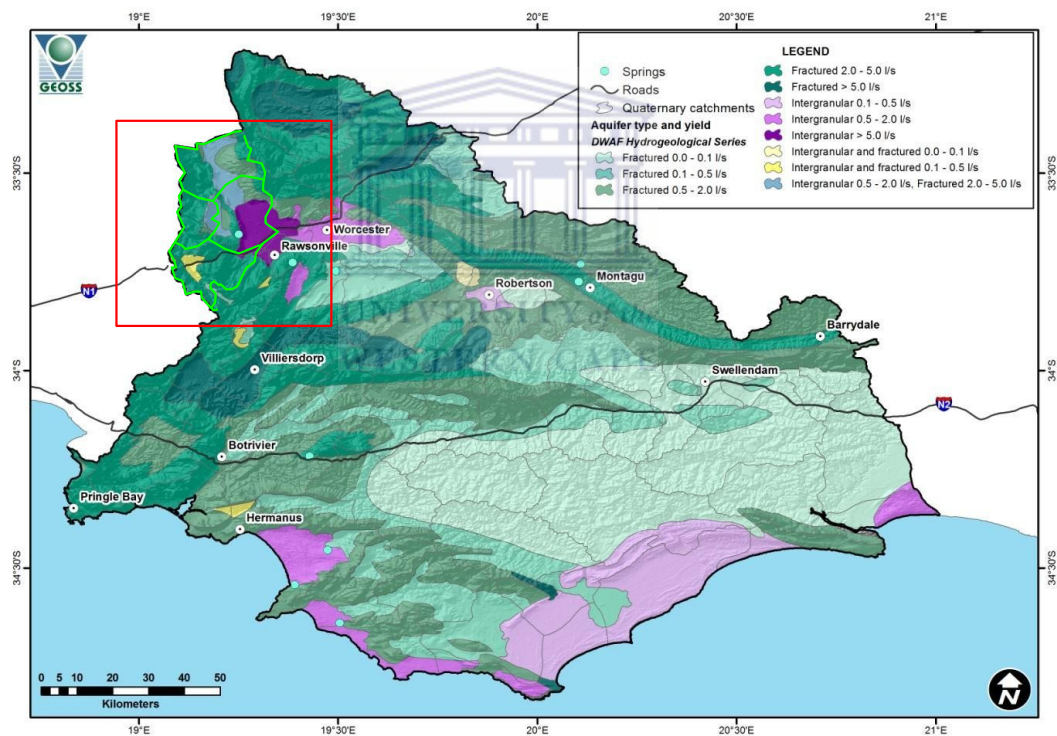 19°E 19°30'E 20°E 20°30'E 21°E
GEOSS
LEGEND
Springs
Roads
Quaternary catchments
Aquifer type and yield
DWAF Hydrogeological Series
Fractured 0.0 - 0.1 l/s
Fractured 0.1 - 0.5 l/s
Fractured 0.5 - 2.0 l/s
Fractured 2.0 - 5.0 l/s
Fractured > 5.0 l/s
Intergranular 0.1 - 0.5 l/s
Intergranular 0.5 - 2.0 l/s
Intergranular > 5.0 l/s
Intergranular and fractured 0.0 - 0.1 l/s
Intergranular and fractured 0.1 - 0.5 l/s
Intergranular 0.5 - 2.0 l/s, Fractured 2.0 - 5.0 l/s
33°30'S 33°30'S
Worcester
Rawsonville
Montagu
Robertson
N1
UNIVERSITY of the
Barrydale
WESTERN CAPE
Villiersdorp
34°S 34°S
Swellendam
N2
Botrivier
Pringle Bay
Hermanus
34°30'S 34°30'S
0 5 10 20 30 40 50
Kilometers
N
19°E 19°30'E 20°E 20°30'E 21°E